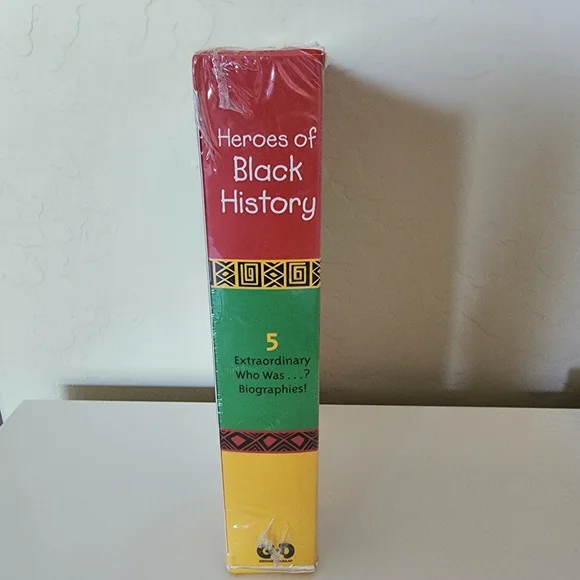 Heroes of
Black
History
5
Extraordinary
Who Was . . . ?
Biographies!